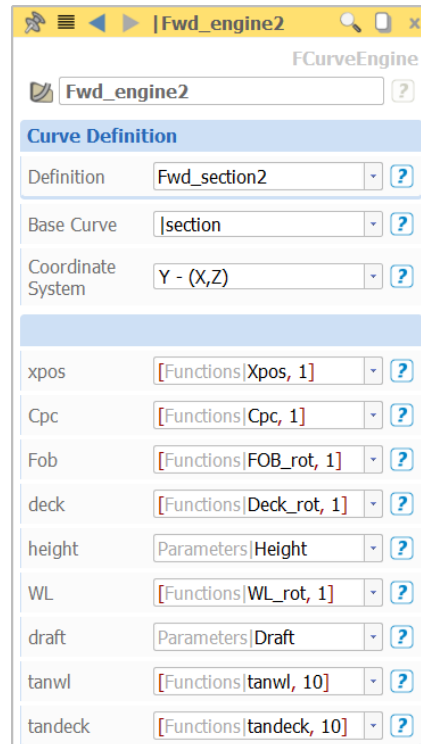 |Fwd_engine2
FCurveEngine
Fwd_engine2 ?
Curve Definition
Definition Fwd_section2 ?
Base Curve |section ?
Coordinate
System Y - (X,Z) ?
xpos [Functions|Xpos, 1] ?
Cpc [Functions|Cpc, 1] ?
Fob [Functions|FOB_rot, 1] ?
deck [Functions|Deck_rot, 1] ?
height Parameters|Height ?
WL [Functions|WL_rot, 1] ?
draft Parameters|Draft ?
tanwl [Functions|tanwl, 10] ?
tandeck [Functions|tandeck, 10] ?